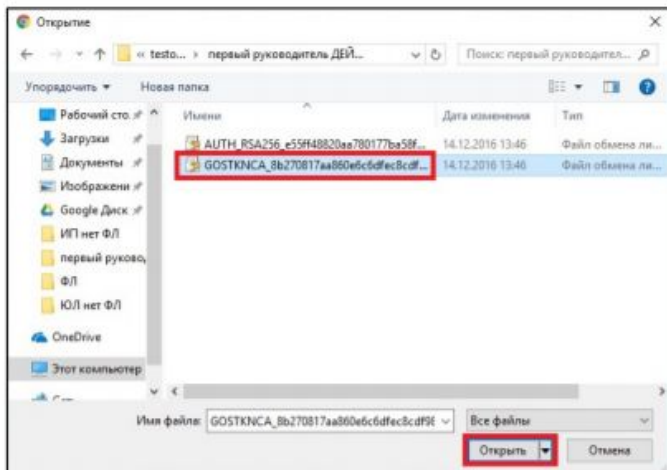 Открытие
« testo... › первый руководитель ДЕЙ...
Поиск: первый руководител...
Упорядочить
Новая папка
Рабочий сто
Имени
Дата изменения
Тип
Загрузки
AUTH_RSA256_e55ff48820aa780177ba58f...
14.12.2016 13:46
Файл обмена ли...
Документы
GOSTKNCA_8b270817aa860e6c6dfec8cdf...
14.12.2016 13:46
Файл обмена ли...
Изображени
Google Диск
ИП нет ФЛ
первый руково
ФЛ
ЮЛ нет ФЛ
OneDrive
Этот компьютер
Имя файла:
GOSTKNCA_8b270817aa860e6c6dfec8cdf98
Все файлы
Открыть
Отмена